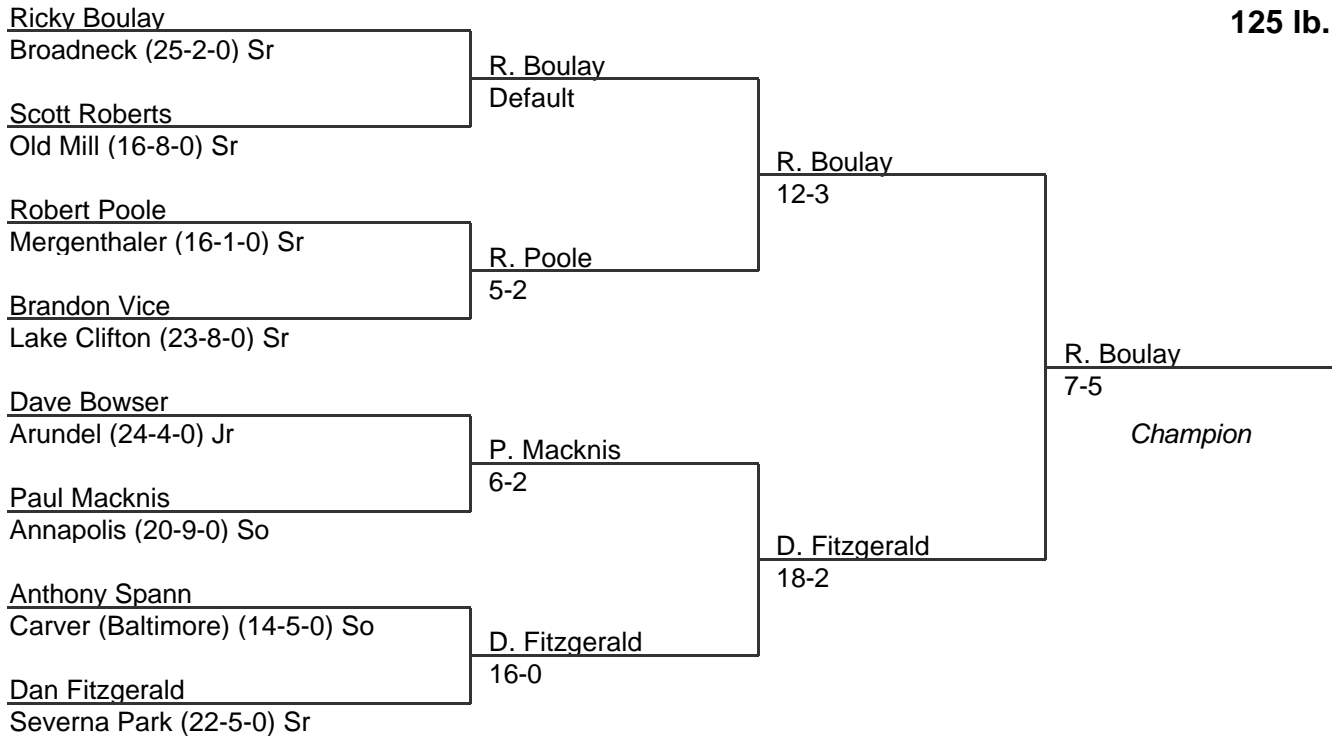 125 lb.
Ricky Boulay
Broadneck (25-2-0) Sr
R. Boulay
Default
Scott Roberts
Old Mill (16-8-0) Sr
R. Boulay
12-3
Robert Poole
Mergenthaler (16-1-0) Sr
R. Poole
5-2
Brandon Vice
Lake Clifton (23-8-0) Sr
R. Boulay
7-5
Champion
Dave Bowser
Arundel (24-4-0) Jr
P. Macknis
6-2
Paul Macknis
Annapolis (20-9-0) So
D. Fitzgerald
18-2
Anthony Spann
Carver (Baltimore) (14-5-0) So
D. Fitzgerald
16-0
Dan Fitzgerald
Severna Park (22-5-0) Sr